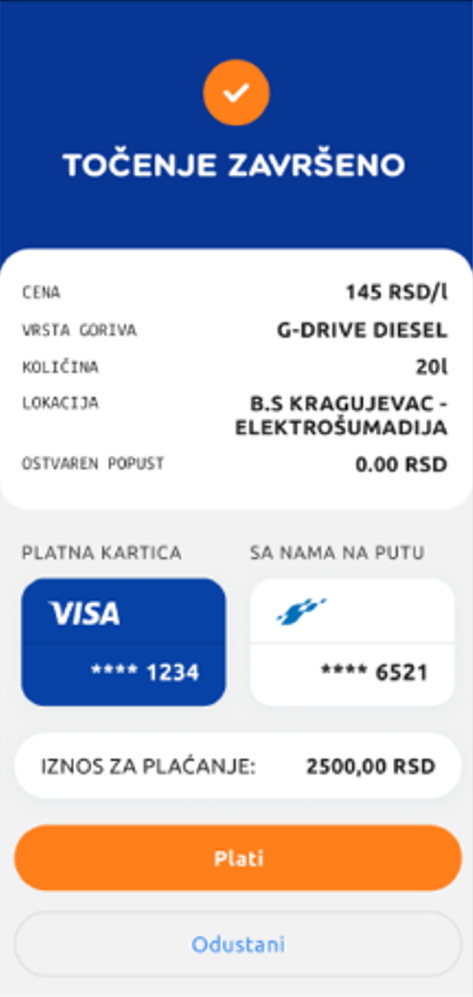 TOČENJE ZAVRŠENO
CENA 145 RSD/l
VRSTA GORIVA G-DRIVE DIESEL
KOLIČINA 20l
LOKACIJA B.S KRAGUJEVAC -
ELEKTROŠUMADIJA
OSTVAREN POPUST 0.00 RSD
PLATNA KARTICA SA NAMA NA PUTU
VISA
**** 1234 **** 6521
IZNOS ZA PLAĆANJE: 2500,00 RSD
Plati
Odustani